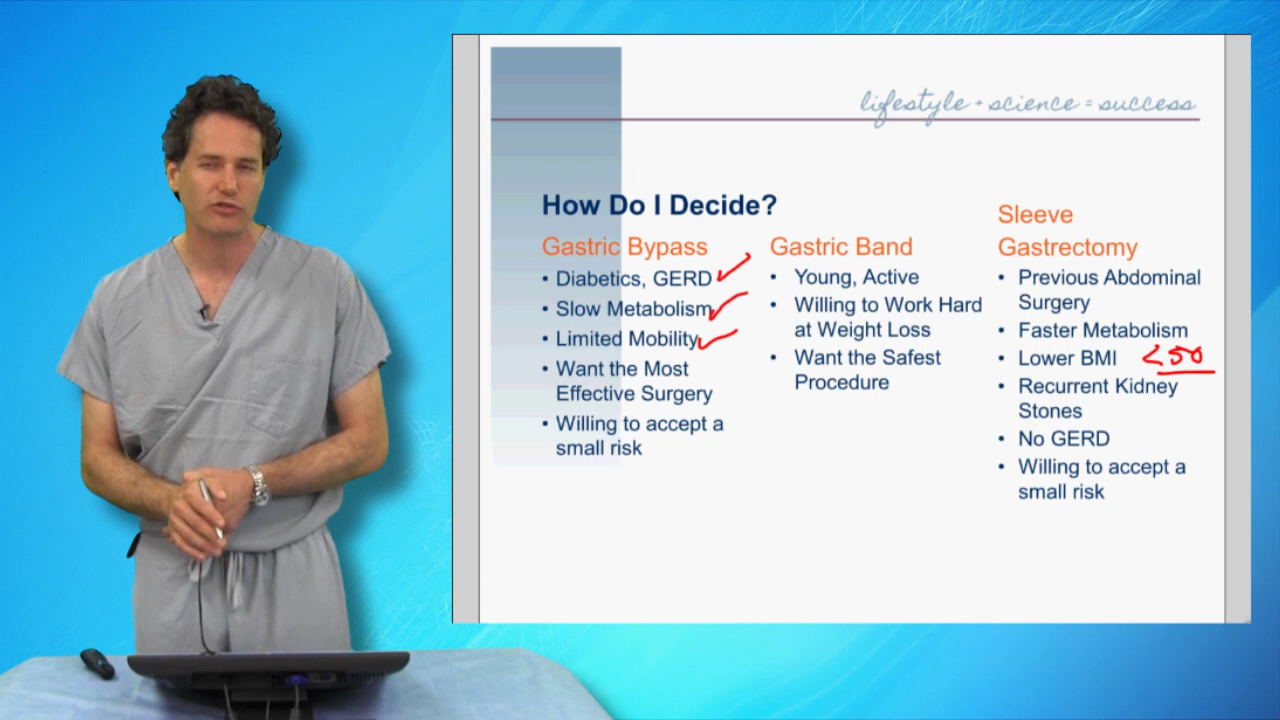 lifestyle + science = success
How Do I Decide?
Gastric Bypass
• Diabetics, GERD
• Slow Metabolism
• Limited Mobility
• Want the Most
Effective Surgery
• Willing to accept a
small risk
Gastric Band
• Young, Active
• Willing to Work Hard
at Weight Loss
• Want the Safest
Procedure
Sleeve
Gastrectomy
• Previous Abdominal
Surgery
• Faster Metabolism
• Lower BMI <50
• Recurrent Kidney
Stones
• No GERD
• Willing to accept a
small risk